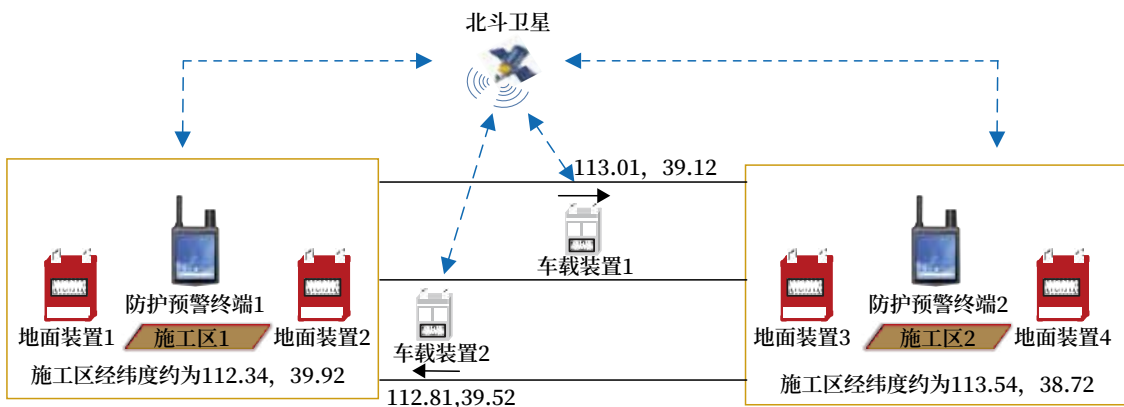 北斗卫星
113.01，39.12
车载装置1
防护预警终端1
地面装置1
施工区1
地面装置2
施工区经纬度约为112.34，39.92
车载装置2
112.81,39.52
防护预警终端2
地面装置3
施工区2
地面装置4
施工区经纬度约为113.54，38.72